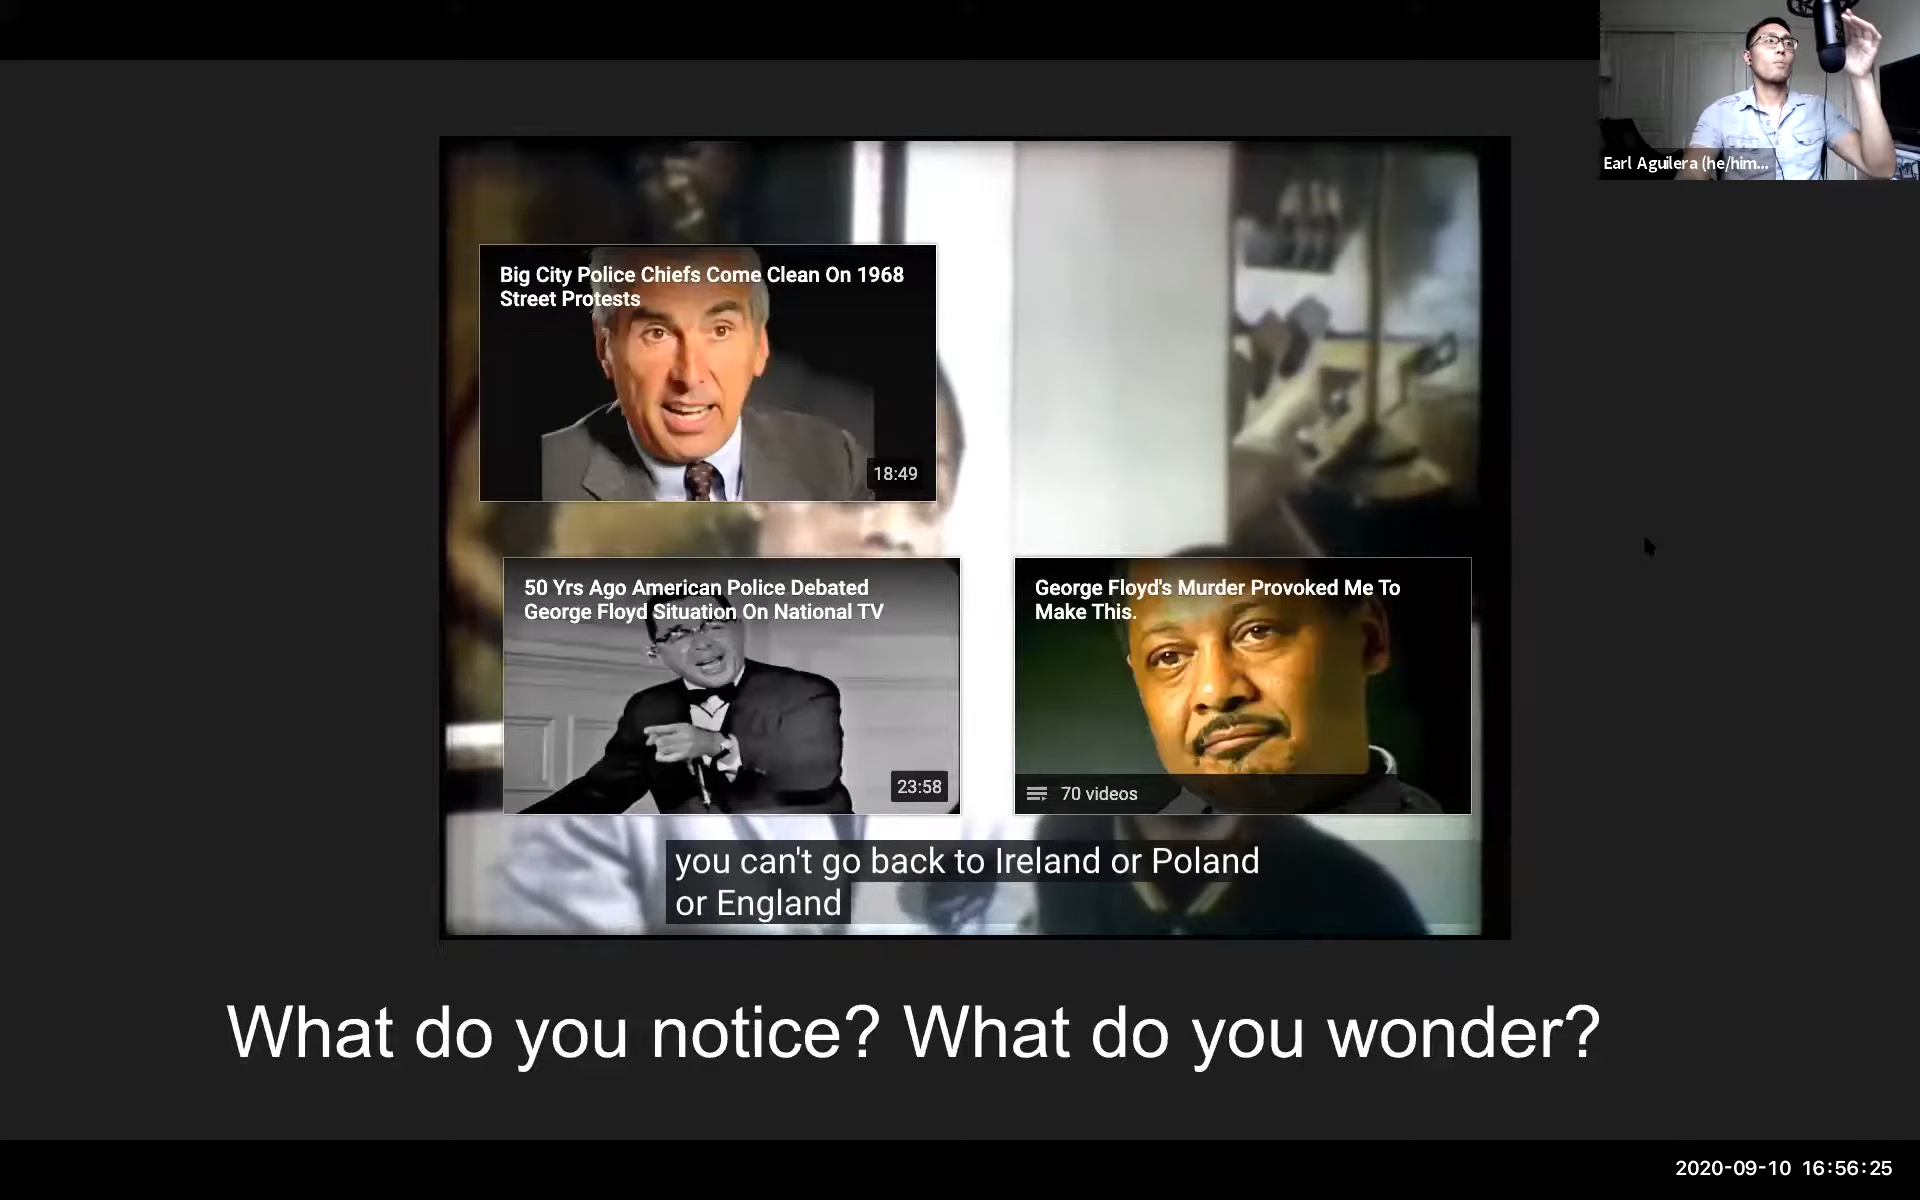 Earl Aguilera (he/him...
Big City Police Chiefs Come Clean On 1968
Street Protests
18:49
50 Yrs Ago American Police Debated
George Floyd Situation On National TV
23:58
George Floyd's Murder Provoked Me To
Make This.
70 videos
you can't go back to Ireland or Poland
or England
What do you notice? What do you wonder?
2020-09-10 16:56:25